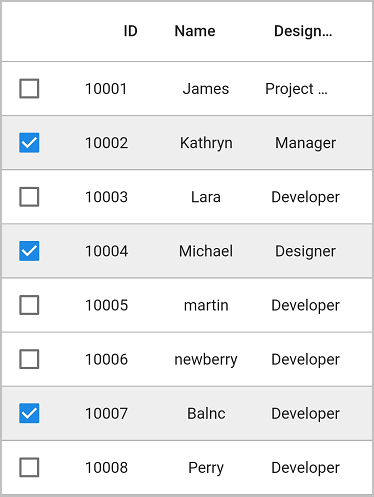 ID Name Design...
10001 James Project ...
10002 Kathryn Manager
10003 Lara Developer
10004 Michael Designer
10005 martin Developer
10006 newberry Developer
10007 Balnc Developer
10008 Perry Developer